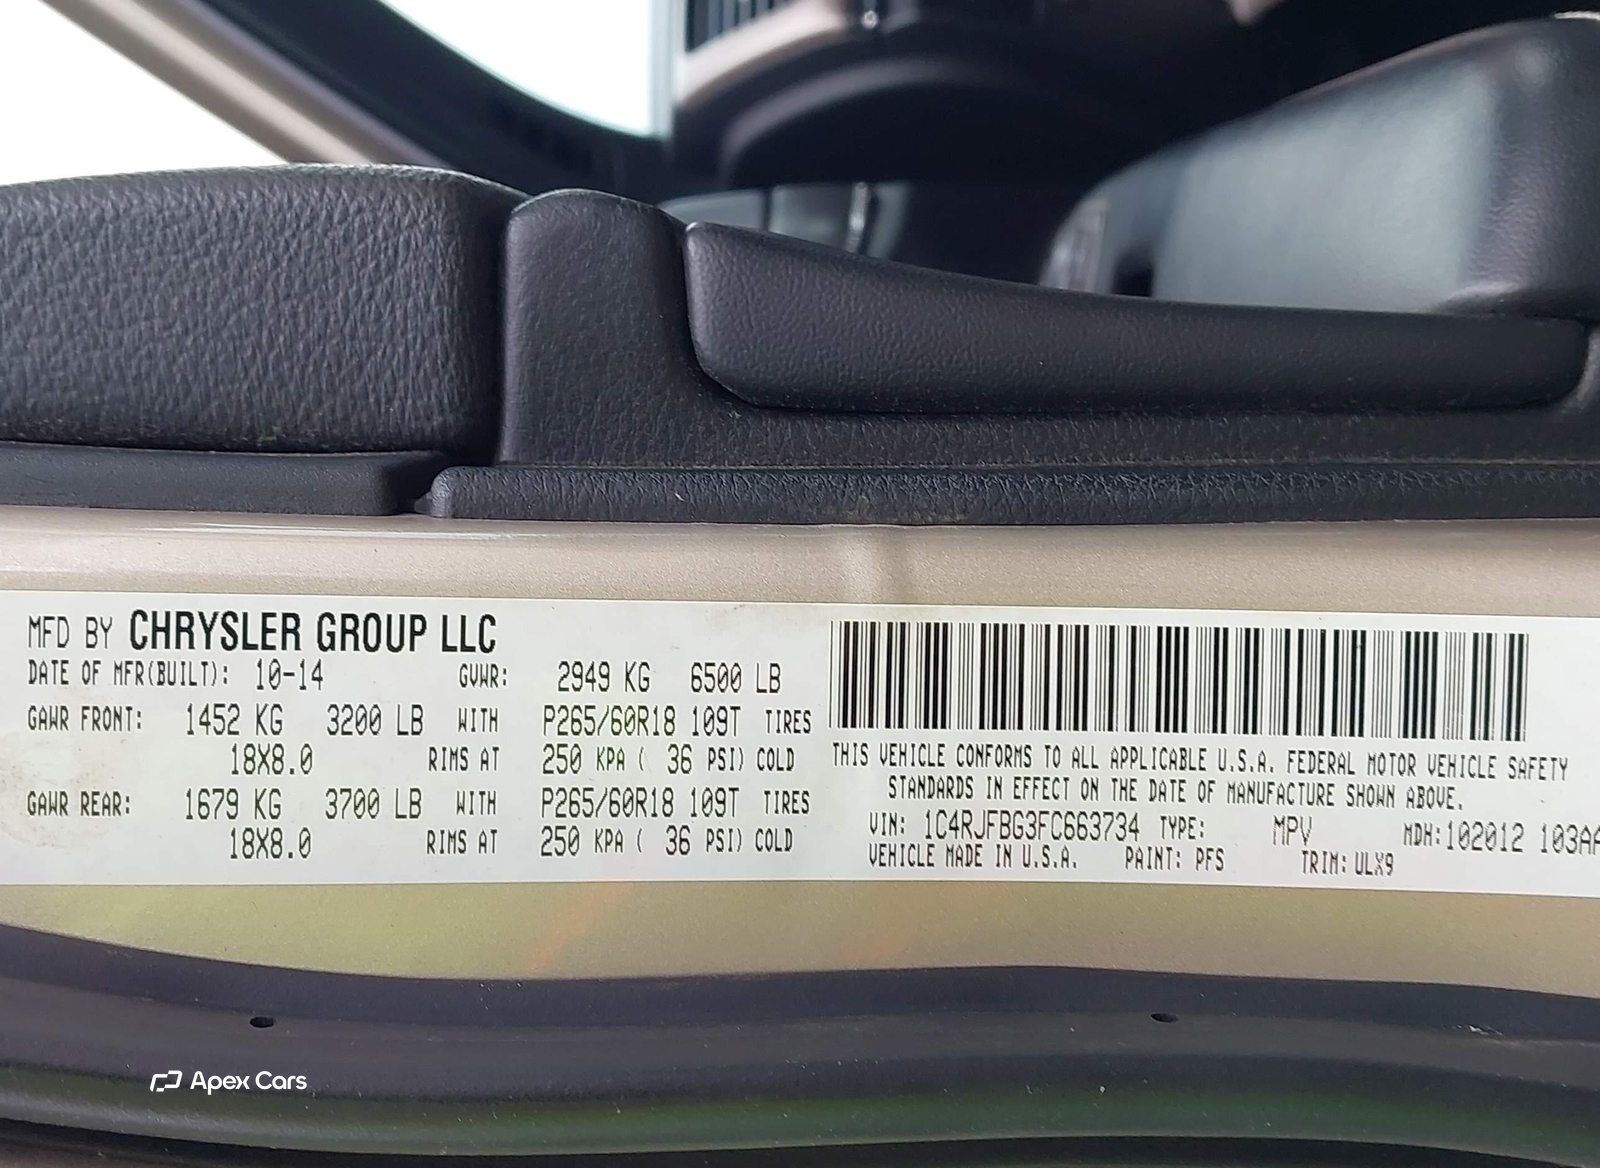 MFD BY CHRYSLER GROUP LLC
DATE OF MFR(BUILT): 10-14 GVWR: 2949 KG 6500 LB
GAWR FRONT: 1452 KG 3200 LB WITH P265/60R18 109T TIRES
18X8.0 RIMS AT 250 KPA ( 36 PSI) COLD
GAWR REAR: 1679 KG 3700 LB WITH P265/60R18 109T TIRES
18X8.0 RIMS AT 250 KPA ( 36 PSI) COLD
THIS VEHICLE CONFORMS TO ALL APPLICABLE U.S.A. FEDERAL MOTOR VEHICLE SAFETY
STANDARDS IN EFFECT ON THE DATE OF MANUFACTURE SHOWN ABOVE.
VIN: 1C4RJFBG3FC663734 TYPE: MPV MDH:102012 103AA
VEHICLE MADE IN U.S.A. PAINT: PFS TRIM: ULX9
Apex Cars